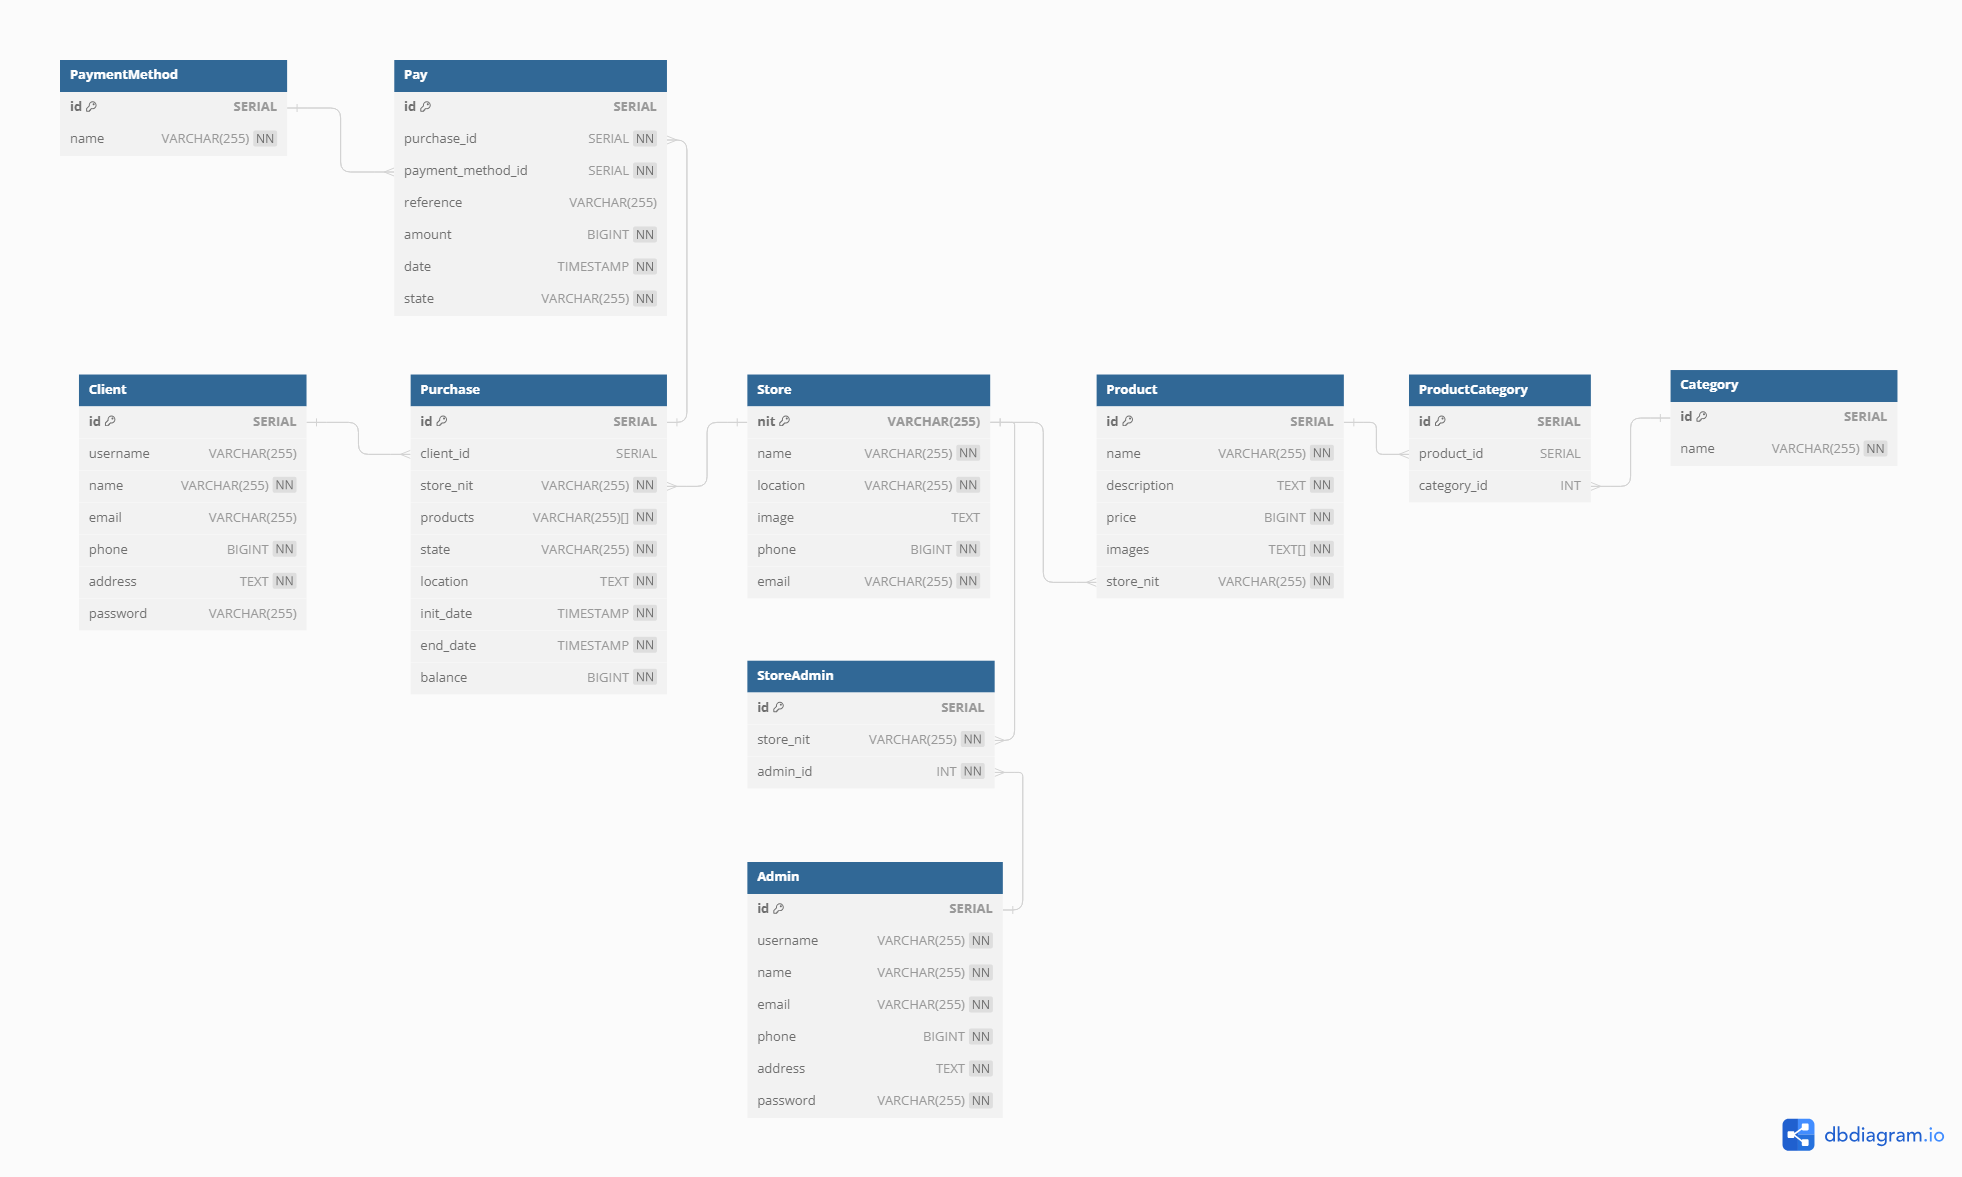 PaymentMethod
id SERIAL
name VARCHAR(255) NN
Pay
id SERIAL
purchase_id SERIAL NN
payment_method_id SERIAL NN
reference VARCHAR(255)
amount BIGINT NN
date TIMESTAMP NN
state VARCHAR(255) NN
Client
id SERIAL
username VARCHAR(255)
name VARCHAR(255) NN
email VARCHAR(255)
phone BIGINT NN
address TEXT NN
password VARCHAR(255)
Purchase
id SERIAL
client_id SERIAL
store_nit VARCHAR(255) NN
products VARCHAR(255)[] NN
state VARCHAR(255) NN
location TEXT NN
init_date TIMESTAMP NN
end_date TIMESTAMP NN
balance BIGINT NN
Store
nit VARCHAR(255)
name VARCHAR(255) NN
location VARCHAR(255) NN
image TEXT
phone BIGINT NN
email VARCHAR(255) NN
Product
id SERIAL
name VARCHAR(255) NN
description TEXT NN
price BIGINT NN
images TEXT[] NN
store_nit VARCHAR(255) NN
ProductCategory
id SERIAL
product_id SERIAL
category_id INT
Category
id SERIAL
name VARCHAR(255) NN
StoreAdmin
id SERIAL
store_nit VARCHAR(255) NN
admin_id INT NN
Admin
id SERIAL
username VARCHAR(255) NN
name VARCHAR(255) NN
email VARCHAR(255) NN
phone BIGINT NN
address TEXT NN
password VARCHAR(255) NN
dbdiagram.io